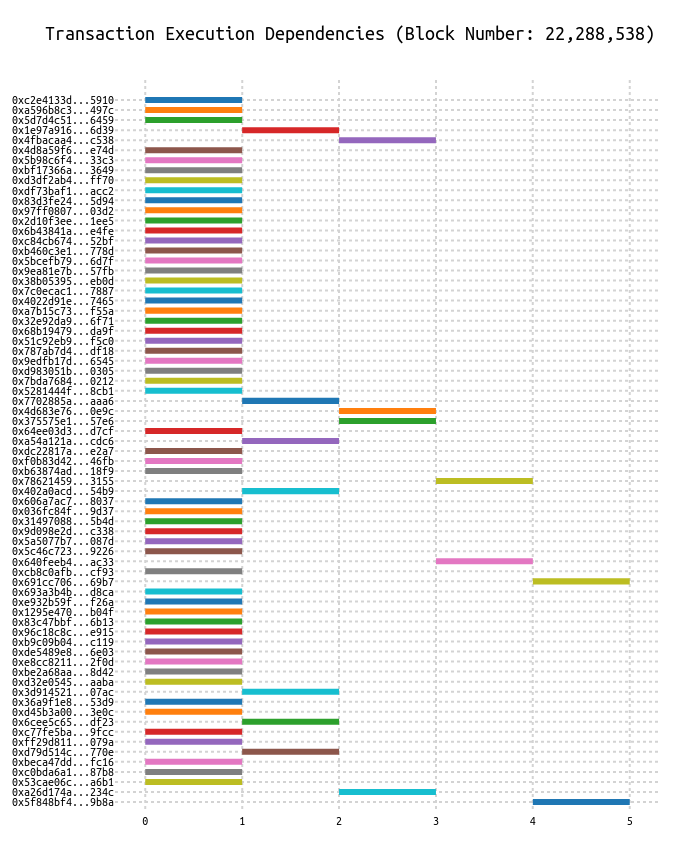 Transaction Execution Dependencies (Block Number: 22,288,538)
0xc2e4133d...5910
0xa596b8c3...497c
0x5d7d4c51...6459
0x1e97a916...6d39
0x4fbacaa4...c538
0x4d8a59f6...e74d
0x5b98c6f4...33c3
0xbf17366a...3649
0xd3df2ab4...ff70
0xdf73baf1...acc2
0x83d3fe24...5d94
0x97ff0807...03d2
0x2d10f3ee...1ee5
0x6b43841a...e4fe
0xc84cb674...52bf
0xb460c3e1...778d
0x5bcefb79...6d7f
0x9ea81e7b...57fb
0x38b05395...eb0d
0x7c0ecac1...7887
0x4022d91e...7465
0xa7b15c73...f55a
0x32e92da9...6f71
0x68b19479...da9f
0x51c92eb9...f5c0
0x787ab7d4...df18
0x9edfb17d...6545
0xd983051b...0305
0x7bda7684...0212
0x5281444f...8cb1
0x7702885a...aaa6
0x4d683e76...0e9c
0x375575e1...57e6
0x64ee03d3...d7cf
0xa54a121a...cdc6
0xdc22817a...e2a7
0xf0b83d42...46fb
0xb63874ad...18f9
0x78621459...3155
0x402a0acd...54b9
0x606a7ac7...8037
0x036fc84f...9d37
0x31497088...5b4d
0x9d098e2d...c338
0x5a5077b7...087d
0x5c46c723...9226
0x640feeb4...ac33
0xcb8c0afb...cf93
0x691cc706...69b7
0x693a3b4b...d8ca
0xe932b59f...f26a
0x1295e470...b04f
0x83c47bbf...6b13
0x96c18c8c...e915
0xb9c09b04...c119
0xde5489e8...6e03
0xe8cc8211...2f0d
0xbe2a68aa...8d42
0xd32e0545...aaba
0x3d914521...07ac
0x36a9f1e8...53d9
0xd45b3a00...3e0c
0x6cee5c65...df23
0xc77fe5ba...9fcc
0xff29d811...079a
0xd79d514c...770e
0xbeca47dd...fc16
0xc0bda6a1...87b8
0x53cae06c...a6b1
0xa26d174a...234c
0x5f848bf4...9b8a
0 1 2 3 4 5